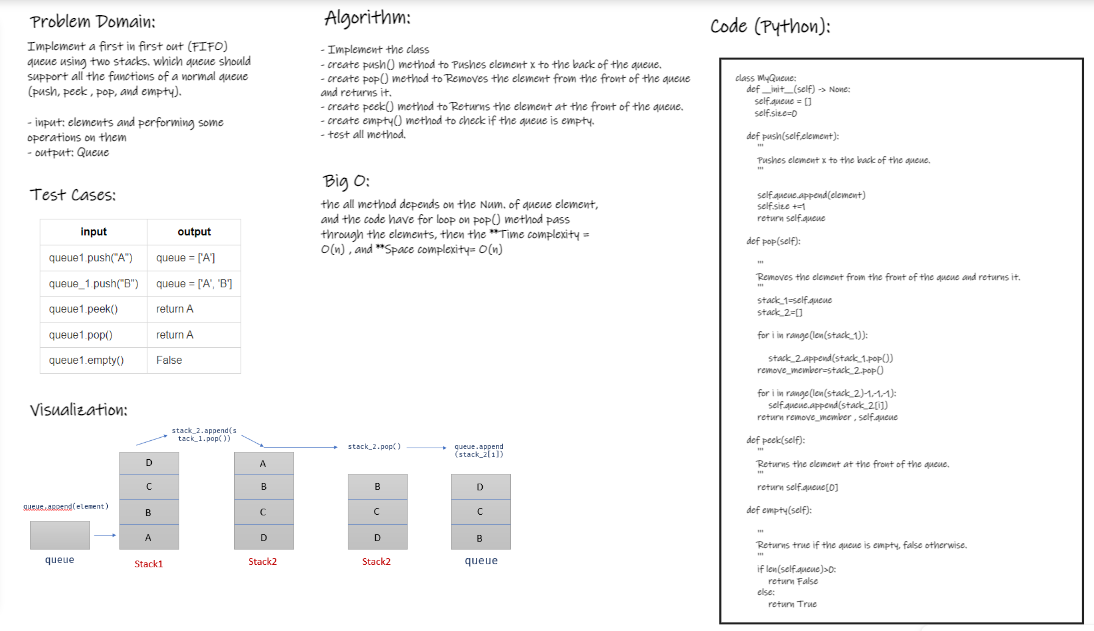 Problem Domain:
Implement a first in first out (FIFO)
queue using two stacks. which queue should
support all the functions of a normal queue
(push, peek , pop, and empty).
- input: elements and performing some
operations on them
- output: Queue
Test Cases:
input output
queue1.push("A") queue = ['A']
queue_1.push("B") queue = ['A', 'B']
queue1.peek() return A
queue1.pop() return A
queue1.empty() False
Visualization:
stack_2.append(s
tack_1.pop())
stack_2.pop()
queue.append
(stack_2[i])
queue.append(element)
D
C
B
A
A
B
C
D
B
C
D
D
C
B
queue
Stack1
Stack2
Stack2
queue
Algorithm:
- Implement the class
- create push() method to Pushes element x to the back of the queue.
- create pop() method to Removes the element from the front of the queue
and returns it.
- create peek() method to Returns the element at the front of the queue.
- create empty() method to check if the queue is empty.
- test all method.
Big O:
the all method depends on the Num. of queue element,
and the code have for loop on pop() method pass
through the elements, then the **Time complexity =
O(n) , and **Space complexity= O(n)
Code (Python):
class MyQueue:
def __init__(self) -> None:
self.queue = []
self.size=0
def push(self,element):
"""
Pushes element x to the back of the queue.
"""
self.queue.append(element)
self.size +=1
return self.queue
def pop(self):
"""
Removes the element from the front of the queue and returns it.
"""
stack_1=self.queue
stack_2=[]
for i in range(len(stack_1)):
stack_2.append(stack_1.pop())
remove_member=stack_2.pop()
for i in range(len(stack_2)-1,-1,-1):
self.queue.append(stack_2[i])
return remove_member , self.queue
def peek(self):
"""
Returns the element at the front of the queue.
"""
return self.queue[0]
def empty(self):
"""
Returns true if the queue is empty, false otherwise.
"""
if len(self.queue)>0:
return False
else:
return True